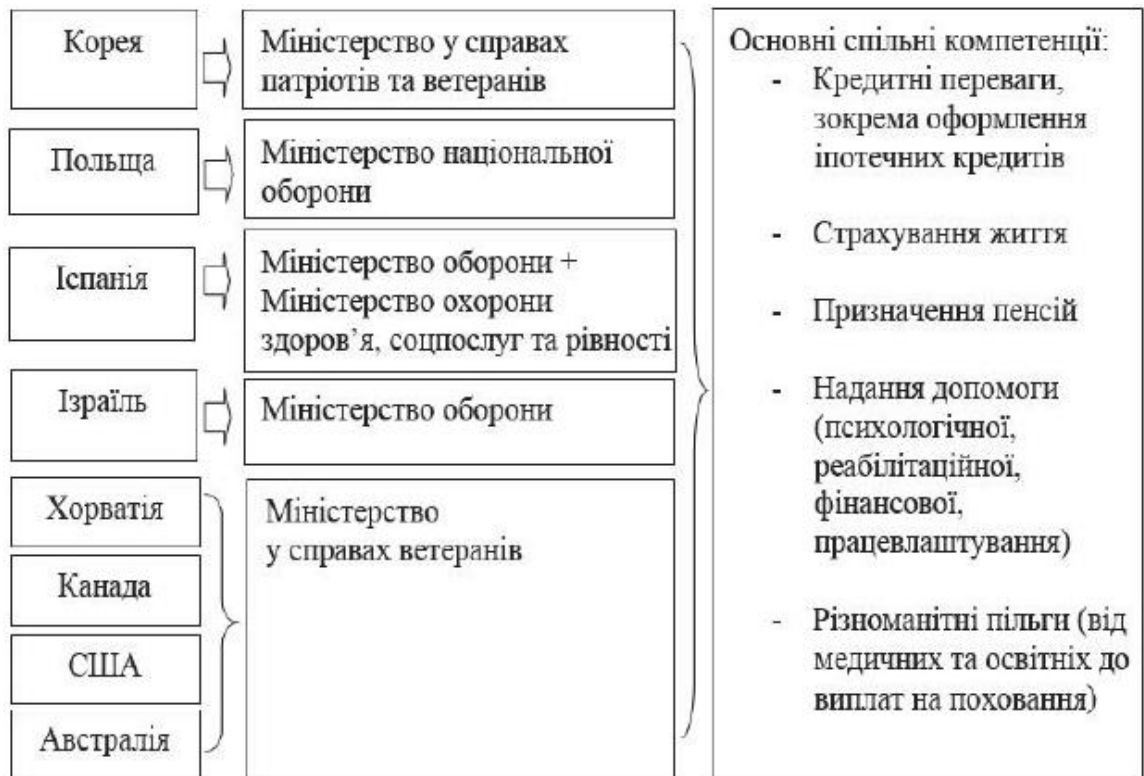 Корея
Міністерство у справах
патріотів та ветеранів
Польща
Міністерство національної
оборони
Іспанія
Міністерство оборони +
Міністерство охорони
здоров’я, соцпослуг та рівності
Ізраїль
Міністерство оборони
Хорватія
Канада
США
Австралія
Міністерство
у справах ветеранів
Основні спільні компетенції:
- Кредитні переваги,
зокрема оформлення
іпотечних кредитів
- Страхування життя
- Призначення пенсій
- Надання допомоги
(психологічної,
реабілітаційної,
фінансової,
працевлаштування)
- Різноманітні пільги (від
медичних та освітніх до
виплат на поховання)